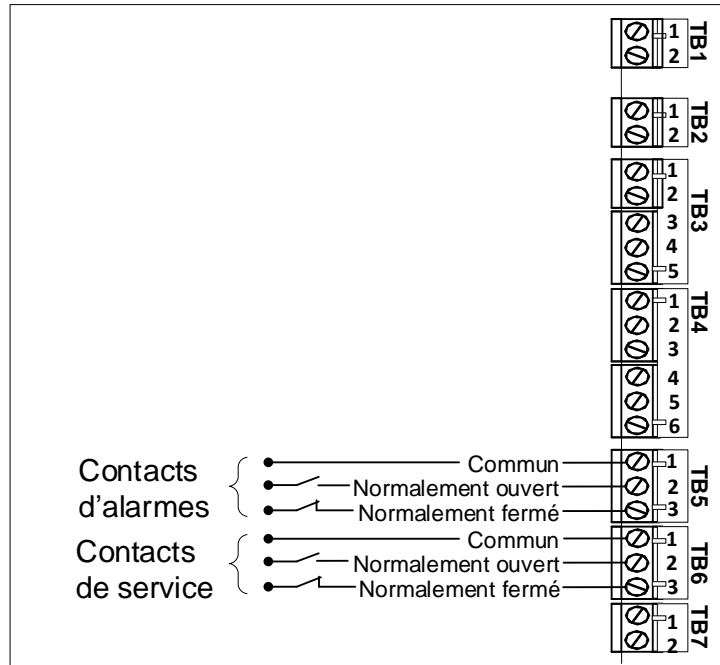 1
2
TB1
1
2
TB2
1
2
3
4
5
TB3
1
2
3
4
5
6
TB4
Contacts
d'alarmes
Commun 1
Normalement ouvert 2
Normalement fermé 3
TB5
Contacts
de service
Commun 1
Normalement ouvert 2
Normalement fermé 3
TB6
1
2
TB7